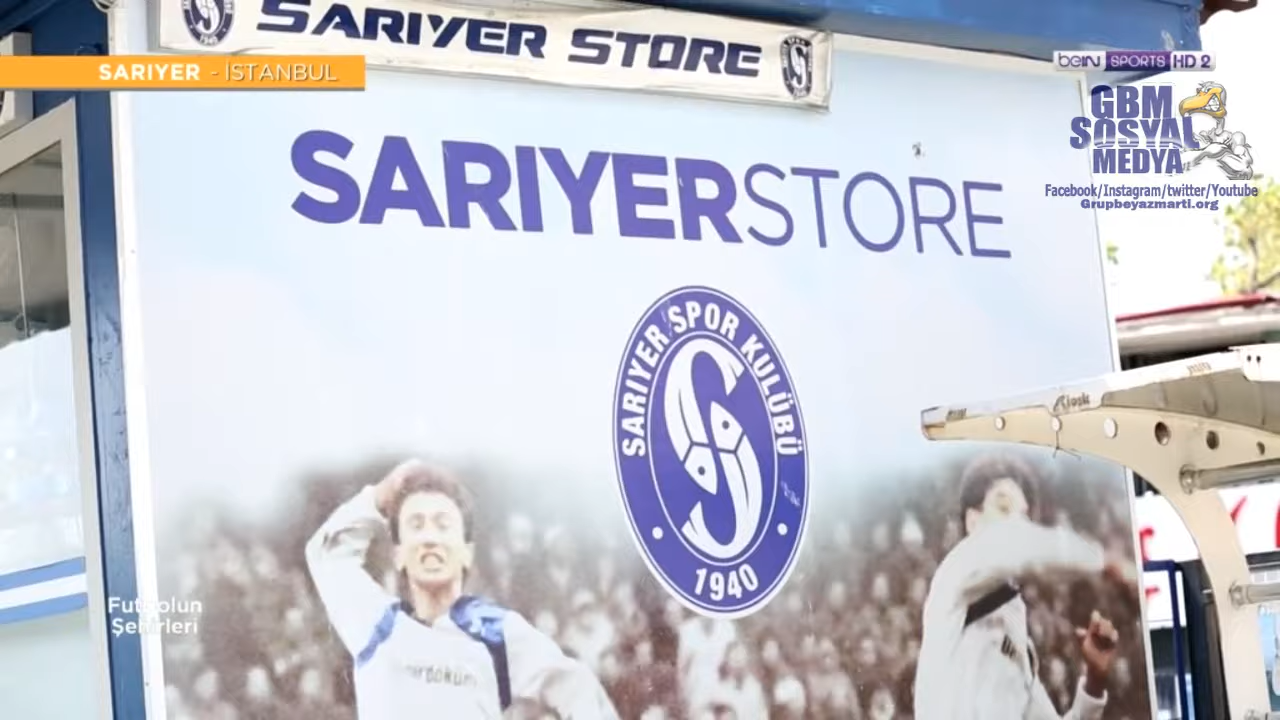 SARIYER STORE
SARIYER - İSTANBUL
beIN SPORTS HD 2
GBM
SOSYAL
MEDYA
Facebook/Instagram/twitter/Youtube
Grupbeyazmarti.org
SARIYERSTORE
SARIYER SPOR KULÜBÜ
1940
Kiosk
Futbolun
Şehirleri